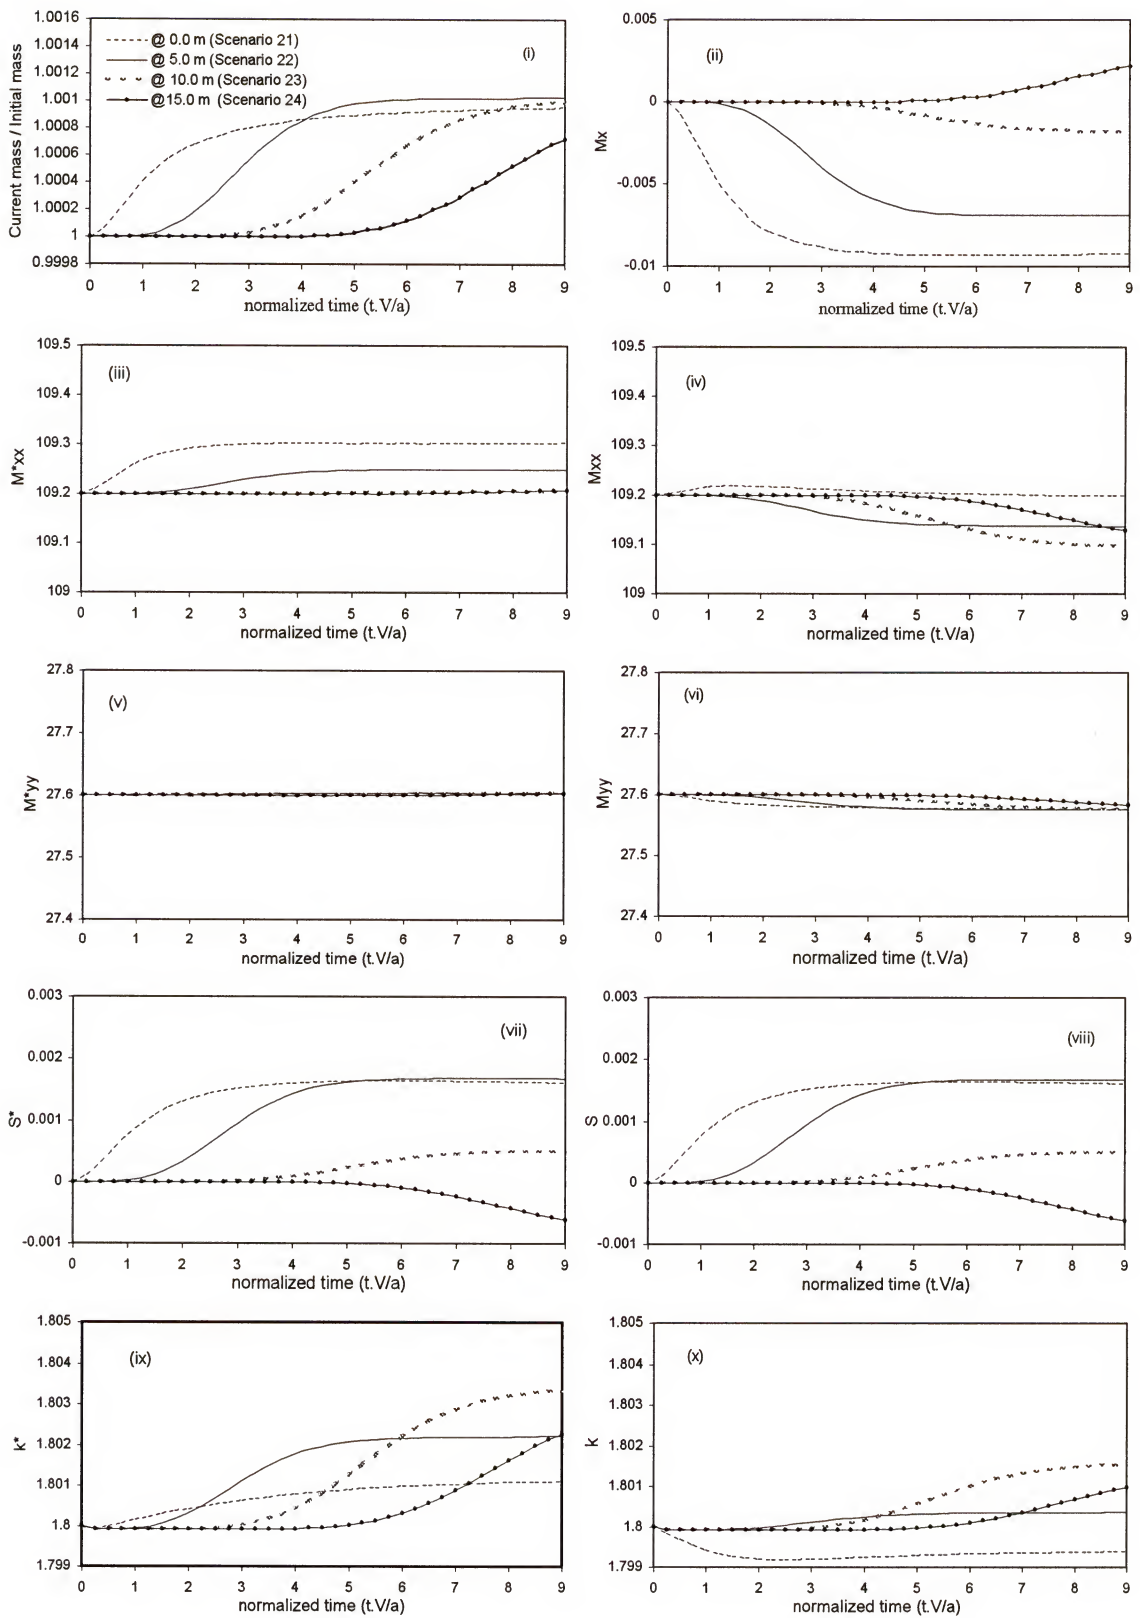 1.0016
1.0014
1.0012
1.001
1.0008
1.0006
1.0004
1.0002
1
0.9998
Current mass / Initial mass
@ 0.0 m (Scenario 21)
@ 5.0 m (Scenario 22)
@ 10.0 m (Scenario 23)
@15.0 m (Scenario 24)
(i)
0 1 2 3 4 5 6 7 8 9
normalized time (t.V/a)
0.005
0
-0.005
-0.01
Mx
(ii)
0 1 2 3 4 5 6 7 8 9
normalized time (t.V/a)
109.5
109.4
109.3
109.2
109.1
109
M*xx
(iii)
0 1 2 3 4 5 6 7 8 9
normalized time (t.V/a)
109.5
109.4
109.3
109.2
109.1
109
Mxx
(iv)
0 1 2 3 4 5 6 7 8 9
normalized time (t.V/a)
27.8
27.7
27.6
27.5
27.4
M*yy
(v)
0 1 2 3 4 5 6 7 8 9
normalized time (t.V/a)
27.8
27.7
27.6
27.5
27.4
Myy
(vi)
0 1 2 3 4 5 6 7 8 9
normalized time (t.V/a)
0.003
0.002
0.001
0
-0.001
S*
(vii)
0 1 2 3 4 5 6 7 8 9
normalized time (t.V/a)
0.003
0.002
0.001
0
-0.001
S
(viii)
0 1 2 3 4 5 6 7 8 9
normalized time (t.V/a)
1.805
1.804
1.803
1.802
1.801
1.8
1.799
k*
(ix)
0 1 2 3 4 5 6 7 8 9
normalized time (t.V/a)
1.805
1.804
1.803
1.802
1.801
1.8
1.799
k
(x)
0 1 2 3 4 5 6 7 8 9
normalized time (t.V/a)